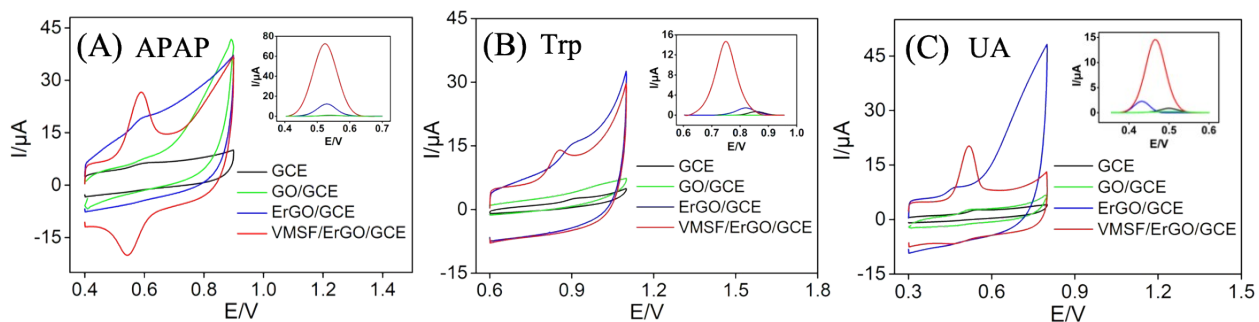 (A) APAP
I/μA
45
30
15
0
-15
0.4 0.6 0.8 1.0 1.2 1.4
E/V
I/μA
80
60
40
20
0
0.4 0.5 0.6 0.7
E/V
GCE
GO/GCE
ErGO/GCE
VMSF/ErGO/GCE
(B) Trp
I/μA
45
30
15
0
-15
0.6 0.9 1.2 1.5 1.8
E/V
I/μA
16
12
8
4
0
0.6 0.7 0.8 0.9 1.0
E/V
GCE
GO/GCE
ErGO/GCE
VMSF/ErGO/GCE
(C) UA
I/μA
45
30
15
0
-15
0.3 0.6 0.9 1.2 1.5
E/V
I/μA
15
10
5
0
0.4 0.5 0.6
E/V
GCE
GO/GCE
ErGO/GCE
VMSF/ErGO/GCE